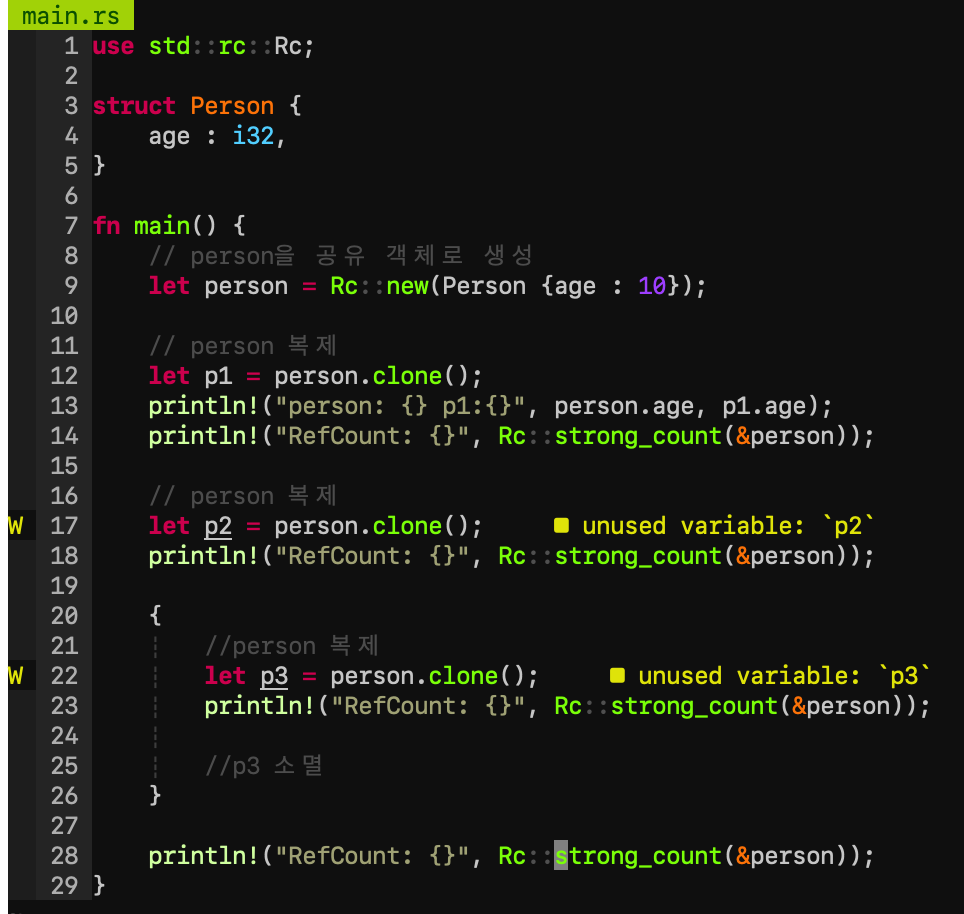 main.rs
1 use std::rc::Rc;
2
3 struct Person {
4     age : i32,
5 }
6
7 fn main() {
8     // person을 공유 객체로 생성
9     let person = Rc::new(Person {age : 10});
10
11     // person 복제
12     let p1 = person.clone();
13     println!("person: {} p1:{}", person.age, p1.age);
14     println!("RefCount: {}", Rc::strong_count(&person));
15
16     // person 복제
W 17     let p2 = person.clone();     ■ unused variable: `p2`
18     println!("RefCount: {}", Rc::strong_count(&person));
19
20     {
21         //person 복제
W 22         let p3 = person.clone();     ■ unused variable: `p3`
23         println!("RefCount: {}", Rc::strong_count(&person));
24
25         //p3 소멸
26     }
27
28     println!("RefCount: {}", Rc::strong_count(&person));
29 }